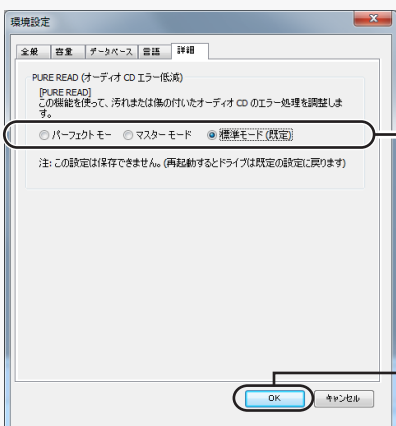 環境設定
全般 容量 データベース 言語 詳細
PURE READ (オーディオ CD エラー低減)
[PURE READ]
この機能を使って、汚れまたは傷の付いたオーディオ CD のエラー処理を調整しま
す。
パーフェクト モー マスター モード 標準モード (既定)
注: この設定は保存できません。(再起動するとドライブは既定の設定に戻ります)
OK キャンセル